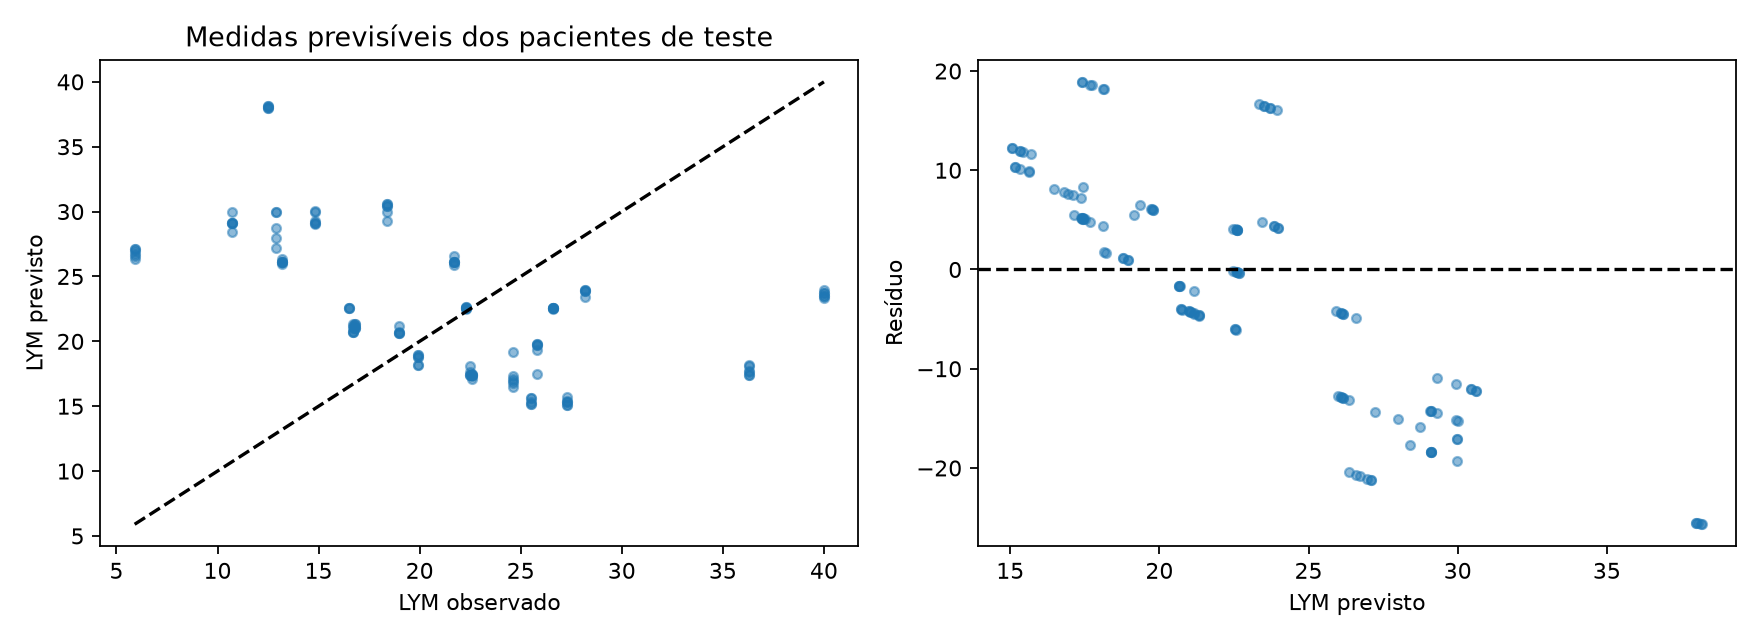 Medidas previsíveis dos pacientes de teste
40
35
30
25
20
15
10
5
LYM previsto
5 10 15 20 25 30 35 40
LYM observado
20
10
0
−10
−20
Resíduo
15 20 25 30 35
LYM previsto